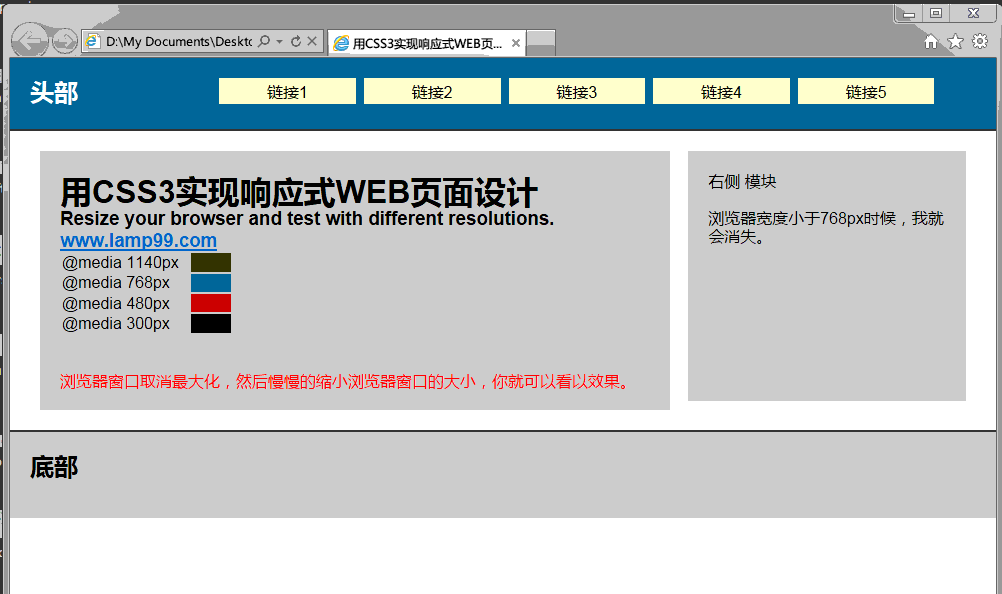 D:\My Documents\Deskto
用CSS3实现响应式WEB页...
头部
链接1
链接2
链接3
链接4
链接5
用CSS3实现响应式WEB页面设计
Resize your browser and test with different resolutions.
www.lamp99.com
@media 1140px
@media 768px
@media 480px
@media 300px
浏览器窗口取消最大化，然后慢慢的缩小浏览器窗口的大小，你就可以看以效果。
右侧 模块
浏览器宽度小于768px时候，我就
会消失。
底部